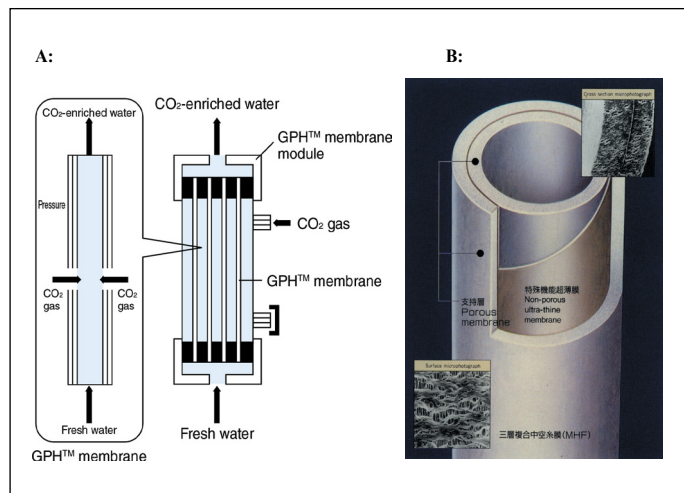 A:
CO₂-enriched water
Pressure
CO₂
gas
CO₂
gas
Fresh water
GPH™ membrane
CO₂-enriched water
GPH™ membrane
module
CO₂ gas
GPH™ membrane
Fresh water
B:
Cross section microphotograph
特殊機能超薄膜
Non-porous
ultra-thine
membrane
支持層
Porous
membrane
Surface microphotograph
三層複合中空糸膜(MHF)